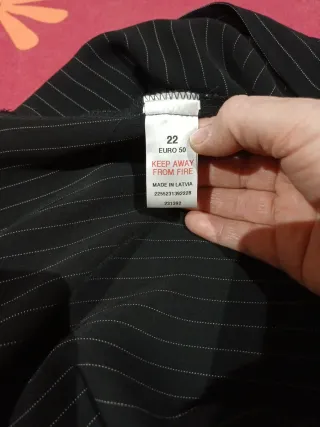 22
EURO 50
KEEP AWAY
FROM FIRE
MADE IN LATVIA